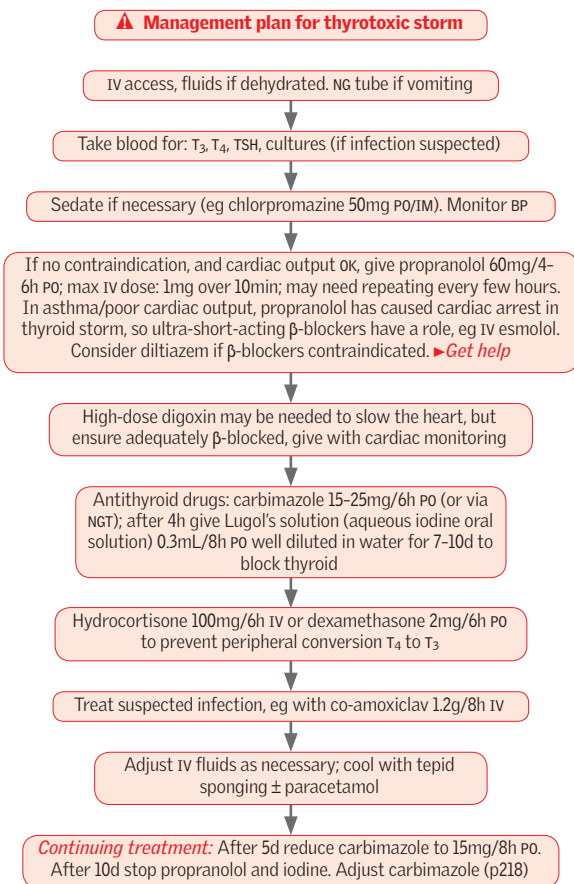 ⚠ Management plan for thyrotoxic storm
IV access, fluids if dehydrated. NG tube if vomiting
Take blood for: T₃, T₄, TSH, cultures (if infection suspected)
Sedate if necessary (eg chlorpromazine 50mg PO/IM). Monitor BP
If no contraindication, and cardiac output OK, give propranolol 60mg/4–
6h PO; max IV dose: 1mg over 10min; may need repeating every few hours.
In asthma/poor cardiac output, propranolol has caused cardiac arrest in
thyroid storm, so ultra-short-acting β-blockers have a role, eg IV esmolol.
Consider diltiazem if β-blockers contraindicated. ►Get help
High-dose digoxin may be needed to slow the heart, but
ensure adequately β-blocked, give with cardiac monitoring
Antithyroid drugs: carbimazole 15–25mg/6h PO (or via
NGT); after 4h give Lugol's solution (aqueous iodine oral
solution) 0.3mL/8h PO well diluted in water for 7–10d to
block thyroid
Hydrocortisone 100mg/6h IV or dexamethasone 2mg/6h PO
to prevent peripheral conversion T₄ to T₃
Treat suspected infection, eg with co-amoxiclav 1.2g/8h IV
Adjust IV fluids as necessary; cool with tepid
sponging ± paracetamol
Continuing treatment: After 5d reduce carbimazole to 15mg/8h PO.
After 10d stop propranolol and iodine. Adjust carbimazole (p218)